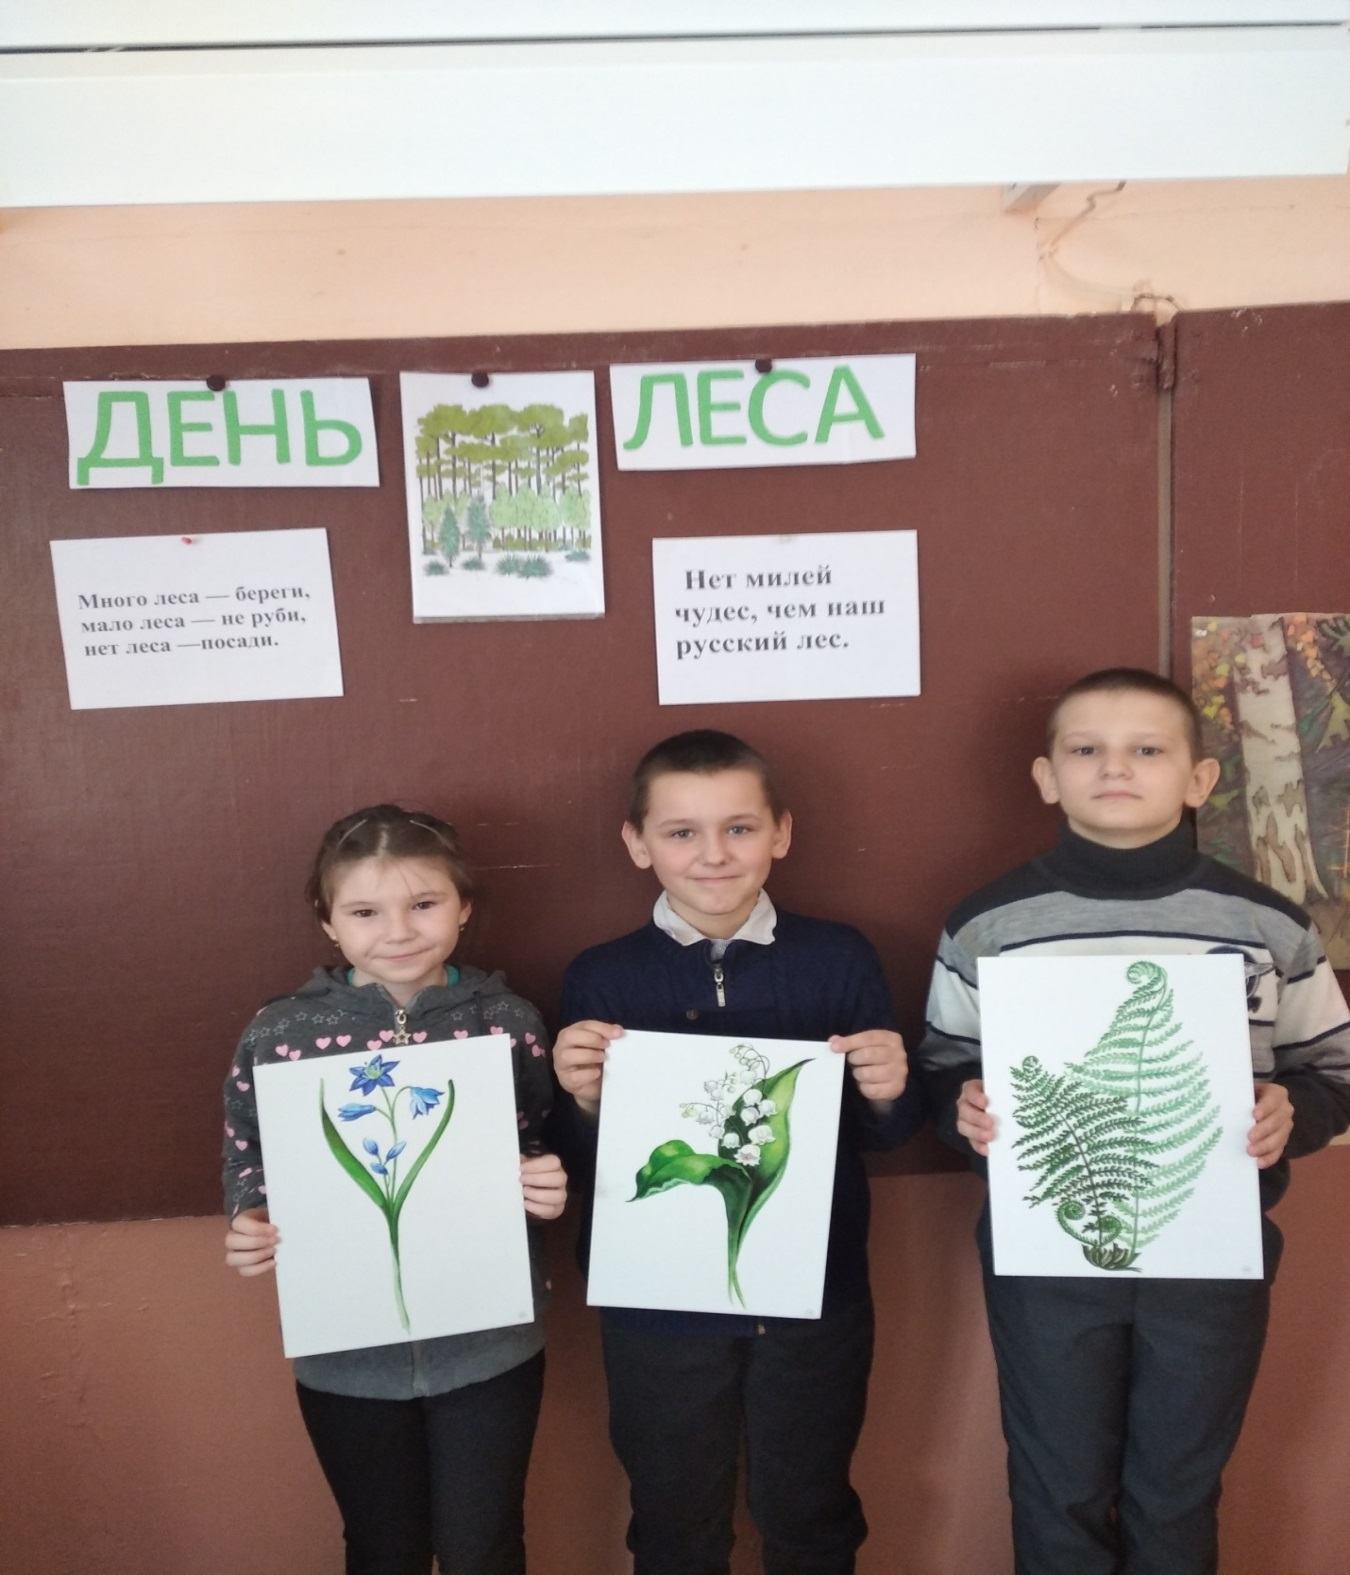 ДЕНЬ ЛЕСА
Много леса — береги,
мало леса — не руби,
нет леса —посади.
Нет милей
чудес, чем наш
русский лес.